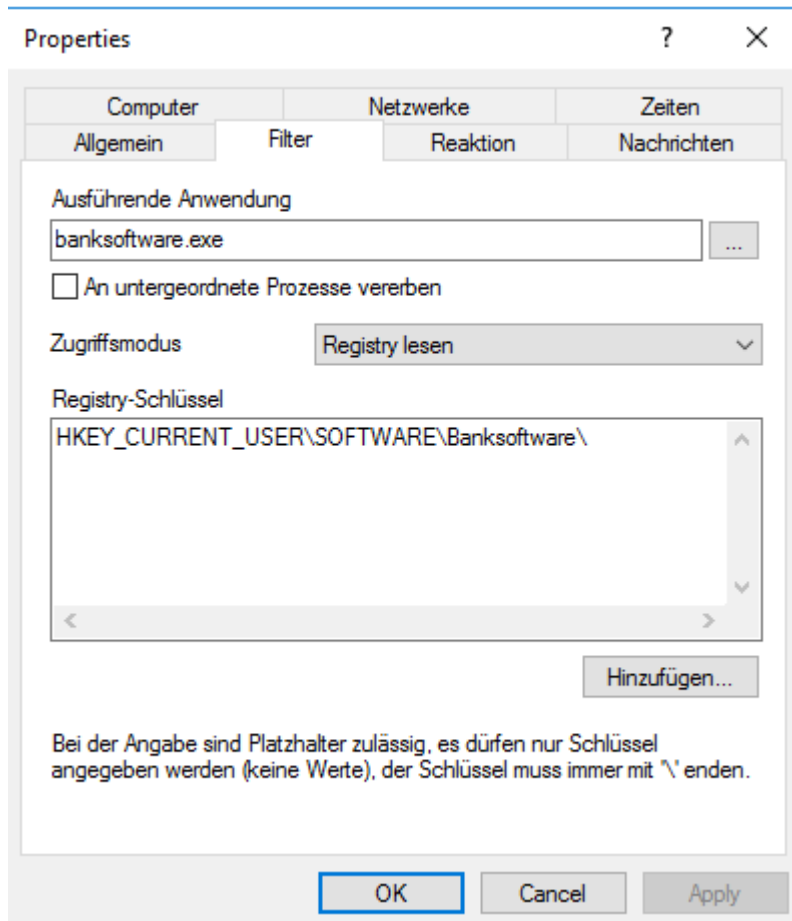 Properties
?
Computer
Netzwerke
Zeiten
Allgemein
Filter
Reaktion
Nachrichten
Ausführende Anwendung
banksoftware.exe
...
An untergeordnete Prozesse vererben
Zugriffsmodus
Registry lesen
Registry-Schlüssel
HKEY_CURRENT_USER\SOFTWARE\Banksoftware\
Hinzufügen...
Bei der Angabe sind Platzhalter zulässig, es dürfen nur Schlüssel
angegeben werden (keine Werte), der Schlüssel muss immer mit '\' enden.
OK
Cancel
Apply